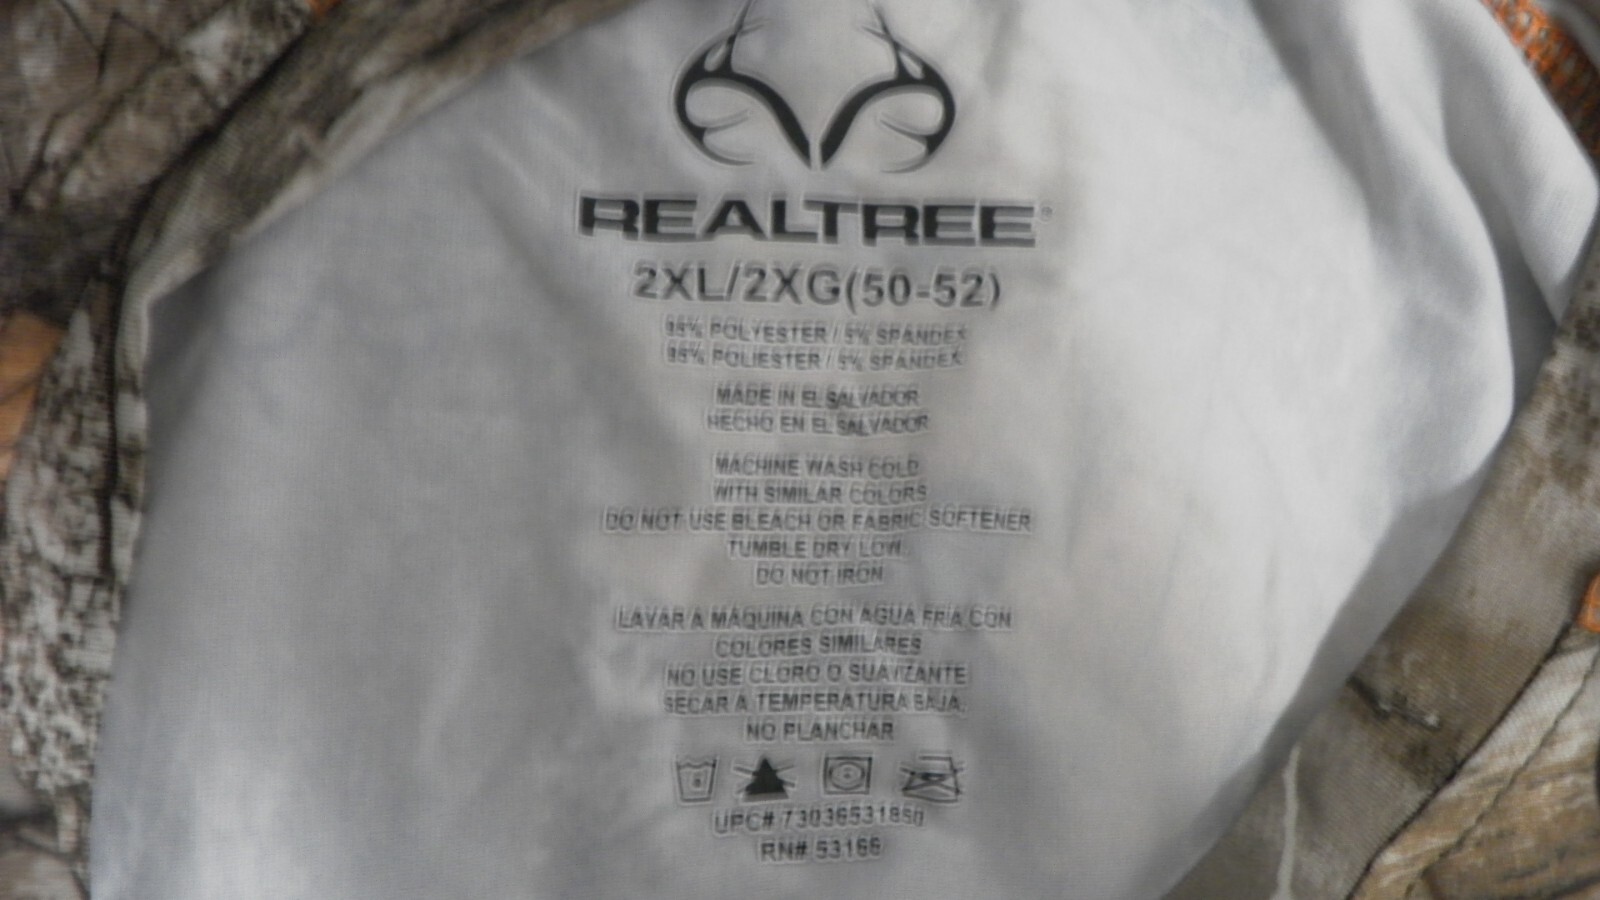 REALTREE®
2XL/2XG(50-52)
95% POLYESTER / 5% SPANDEX
95% POLIESTER / 5% SPANDEX
MADE IN EL SALVADOR
HECHO EN EL SALVADOR
MACHINE WASH COLD
WITH SIMILAR COLORS
DO NOT USE BLEACH OR FABRIC SOFTENER
TUMBLE DRY LOW.
DO NOT IRON
LAVAR A MAQUINA CON AGUA FRIA CON
COLORES SIMILARES
NO USE CLORO O SUAVIZANTE
SECAR A TEMPERATURA BAJA.
NO PLANCHAR
UPC#
RN# 53166